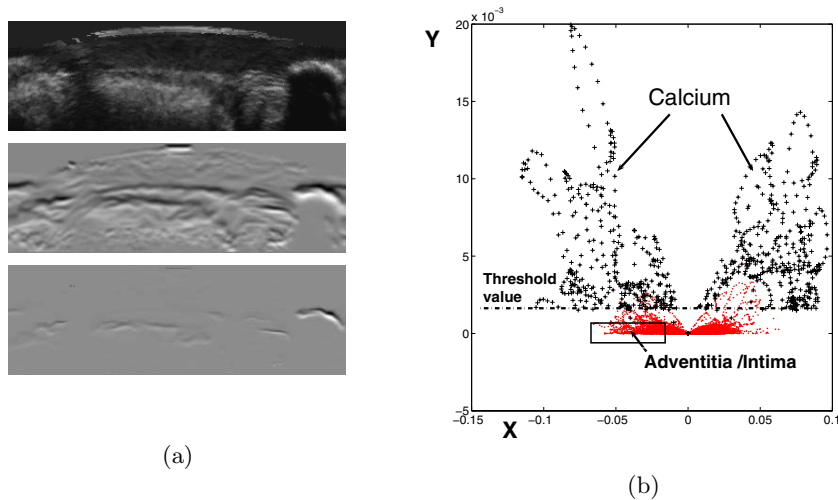 Y
x 10⁻³
20
15
10
5
0
−5
Calcium
Threshold
value
Adventitia /Intima
−0.15
−0.1
−0.05
0
0.05
0.1
X
(a)
(b)